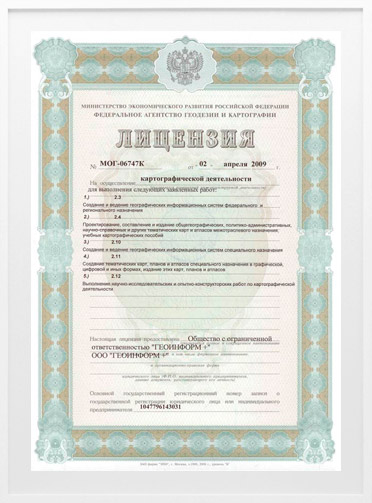 МИНИСТЕРСТВО ЭКОНОМИЧЕСКОГО РАЗВИТИЯ РОССИЙСКОЙ ФЕДЕРАЦИИ
ФЕДЕРАЛЬНОЕ АГЕНТСТВО ГЕОДЕЗИИ И КАРТОГРАФИИ
ЛИЦЕНЗИЯ
№ МОГ-06747К от 02 апреля 2009 г.
картографической деятельности
На осуществление
для выполнения следующих заявленных работ:
1.) 2.3
Создание и ведение географических информационных систем федерального и
регионального назначения
2.) 2.4
Проектирование, составление и издание общегеографических, политико-административных,
научно-справочных и других тематических карт и атласов межотраслевого назначения,
учебных картографических пособий
3.) 2.10
Создание и ведение географических информационных систем специального назначения
4.) 2.11
Создание тематических карт, планов и атласов специального назначения в графической,
цифровой и иных формах, издание этих карт, планов и атласов.
5.) 2.12
Выполнение научно-исследовательских и опытно-конструкторских работ по картографической
деятельности
Настоящая лицензия предоставлена Общество с ограниченной
ответственностью "ГЕОИНФОРМ +"
ООО "ГЕОИНФОРМ +"
Основной государственный регистрационный номер записи о
государственной регистрации юридического лица или индивидуального
предпринимателя 1047796143031